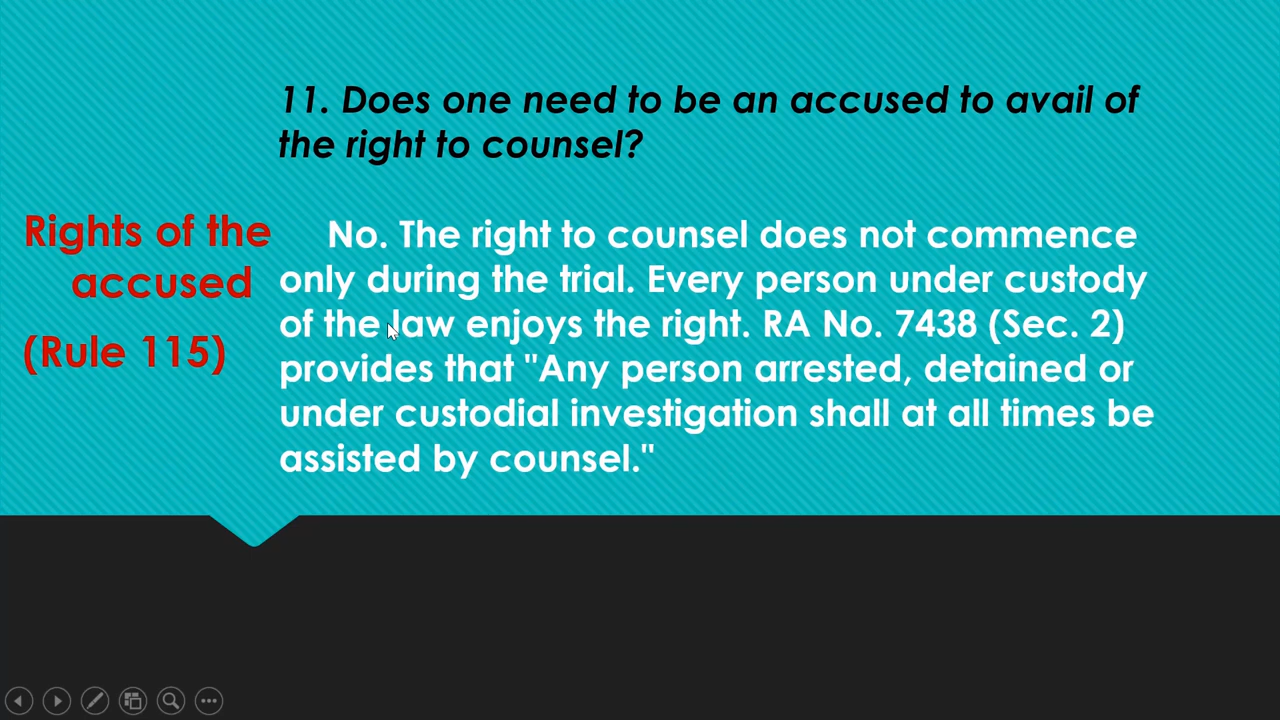 11. Does one need to be an accused to avail of
the right to counsel?
Rights of the
accused
(Rule 115)
No. The right to counsel does not commence
only during the trial. Every person under custody
of the law enjoys the right. RA No. 7438 (Sec. 2)
provides that "Any person arrested, detained or
under custodial investigation shall at all times be
assisted by counsel."